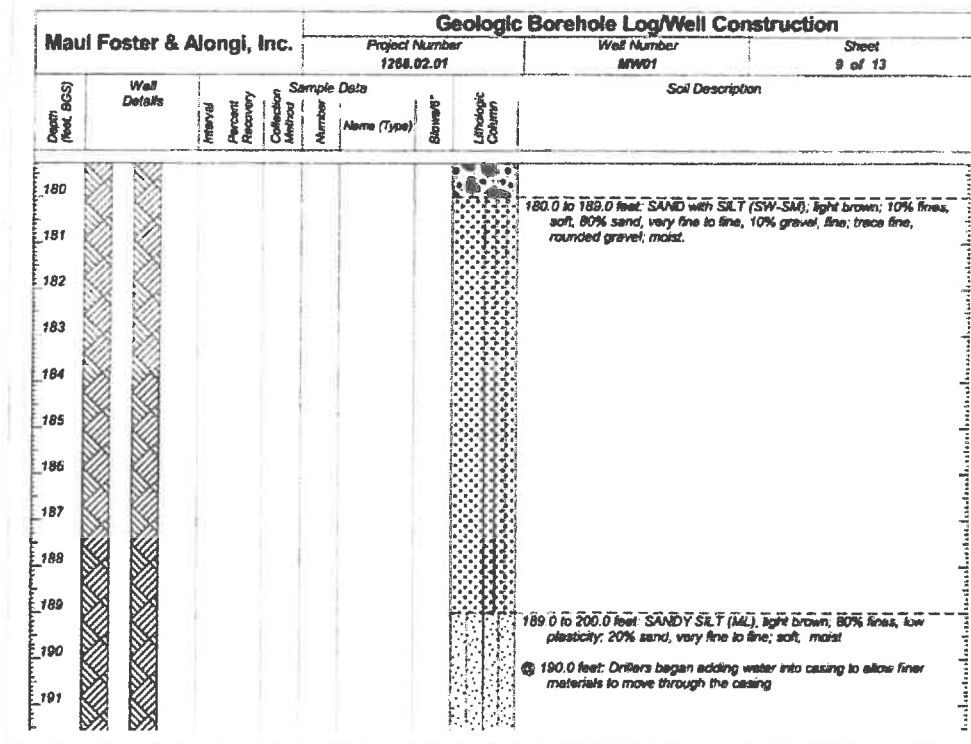 Maul Foster & Alongi, Inc.
Geologic Borehole Log/Well Construction
Project Number
1268.02.01
Well Number
MW01
Sheet
9 of 13
Depth
(feet, BGS)
Well
Details
Sample Data
Interval
Percent
Recovery
Collection
Method
Number
Name (Type)
Blows/6"
Lithologic
Column
Soil Description
180
180.0 to 189.0 feet: SAND with SILT (SW-SM); light brown; 10% fines,
soft, 80% sand, very fine to fine, 10% gravel, fine; trace fine,
rounded gravel; moist.
181
182
183
184
185
186
187
188
189
189.0 to 200.0 feet: SANDY SILT (ML), light brown; 80% fines, low
plasticity; 20% sand, very fine to fine; soft, moist
190
@ 190.0 feet: Drillers began adding water into casing to allow finer
materials to move through the casing
191